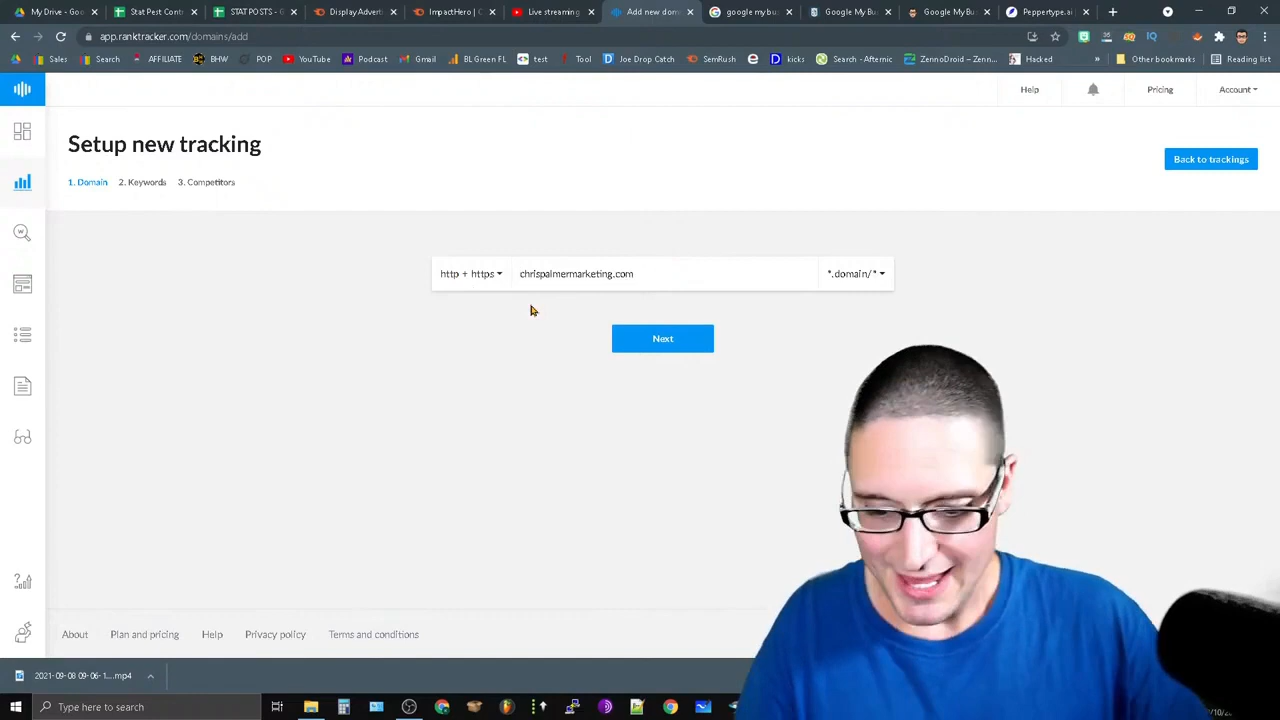 My Drive - Goo
Stat Pest Contr
STAT POSTS - G
Display Adverti
ImpactHero | C
Live streaming
Add new dom
google my bu
Google My Bu
Google My Bu
Peppertype.ai
app.ranktracker.com/domains/add
Sales
Search
AFFILIATE
BHW
POP
YouTube
Podcast
Gmail
BL Green FL
test
Tool
Joe Drop Catch
SemRush
kicks
Search - Afternic
ZennoDroid – Zenn...
Hacked
»
Other bookmarks
Reading list
Help
Pricing
Account
Setup new tracking
Back to trackings
1. Domain 2. Keywords 3. Competitors
http + https
chrispalmermarketing.com
*.domain/*
Next
About
Plan and pricing
Help
Privacy policy
Terms and conditions
2021-09-08 09-06-1....mp4
Type here to search